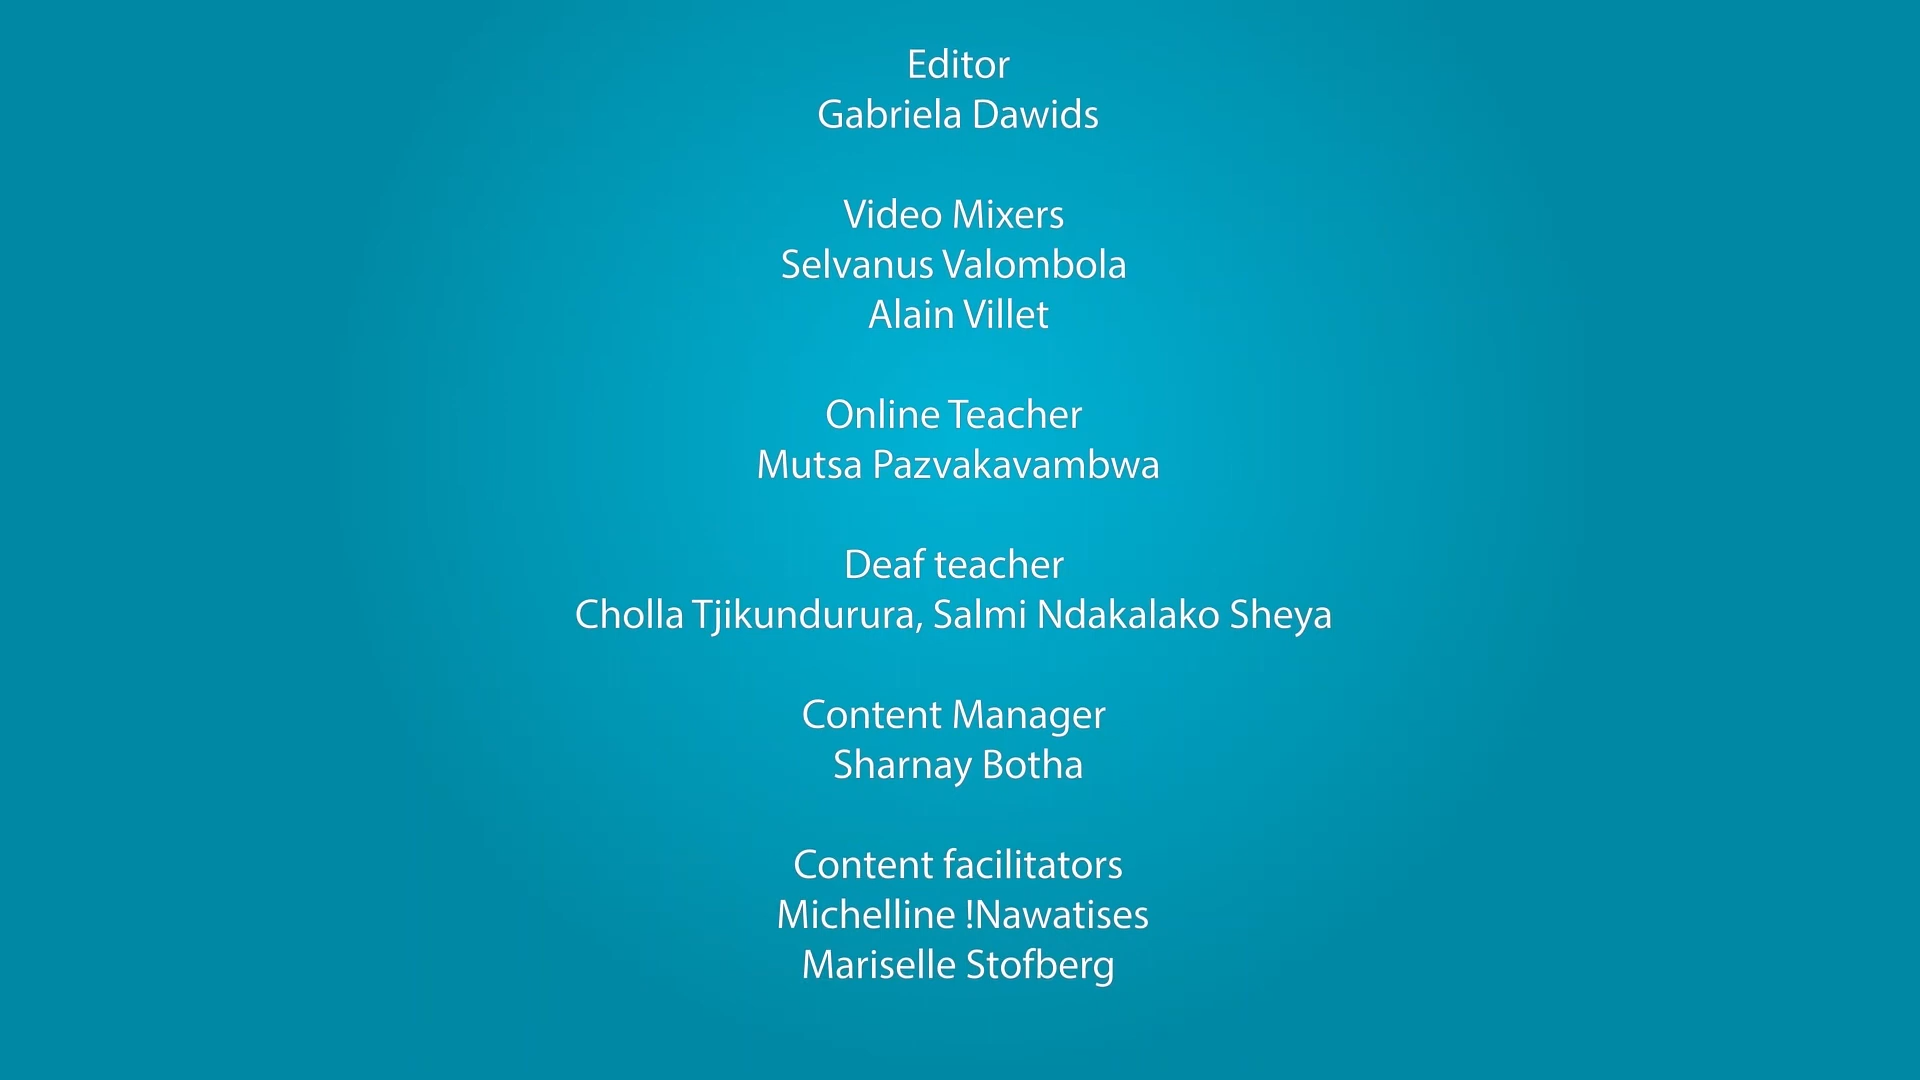 Editor
Gabriela Dawids
Video Mixers
Selvanus Valombola
Alain Villet
Online Teacher
Mutsa Pazvakavambwa
Deaf teacher
Cholla Tjikundurura, Salmi Ndakalako Sheya
Content Manager
Sharnay Botha
Content facilitators
Michelline !Nawatises
Mariselle Stofberg